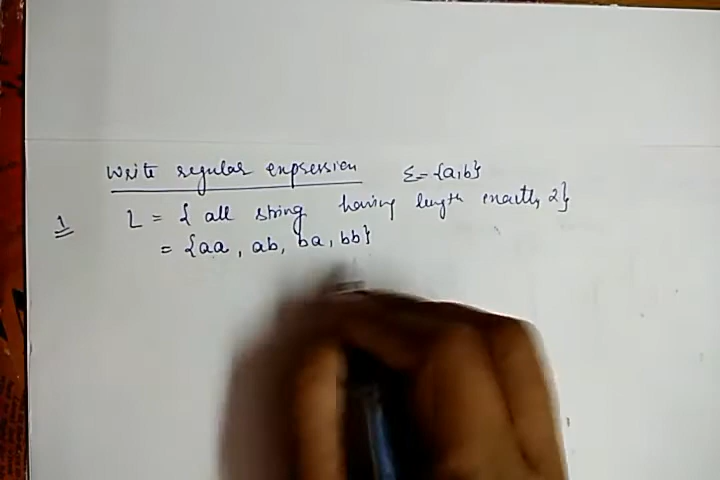 Write regular expression Σ={a,b}
1 L = { all string having length exactly 2}
= {aa, ab, ba, bb}